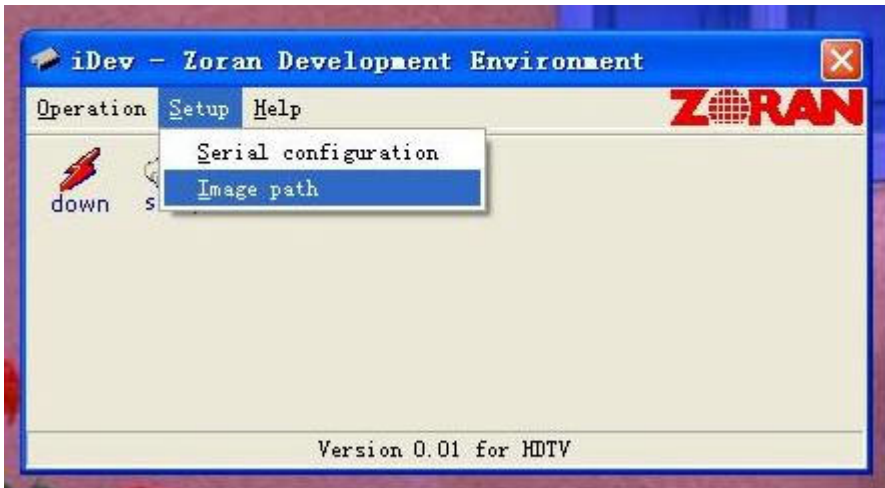 iDev - Zoran Development Environment
Operation Setup Help
ZORAN
Serial configuration
Image path
down
Version 0.01 for HDTV